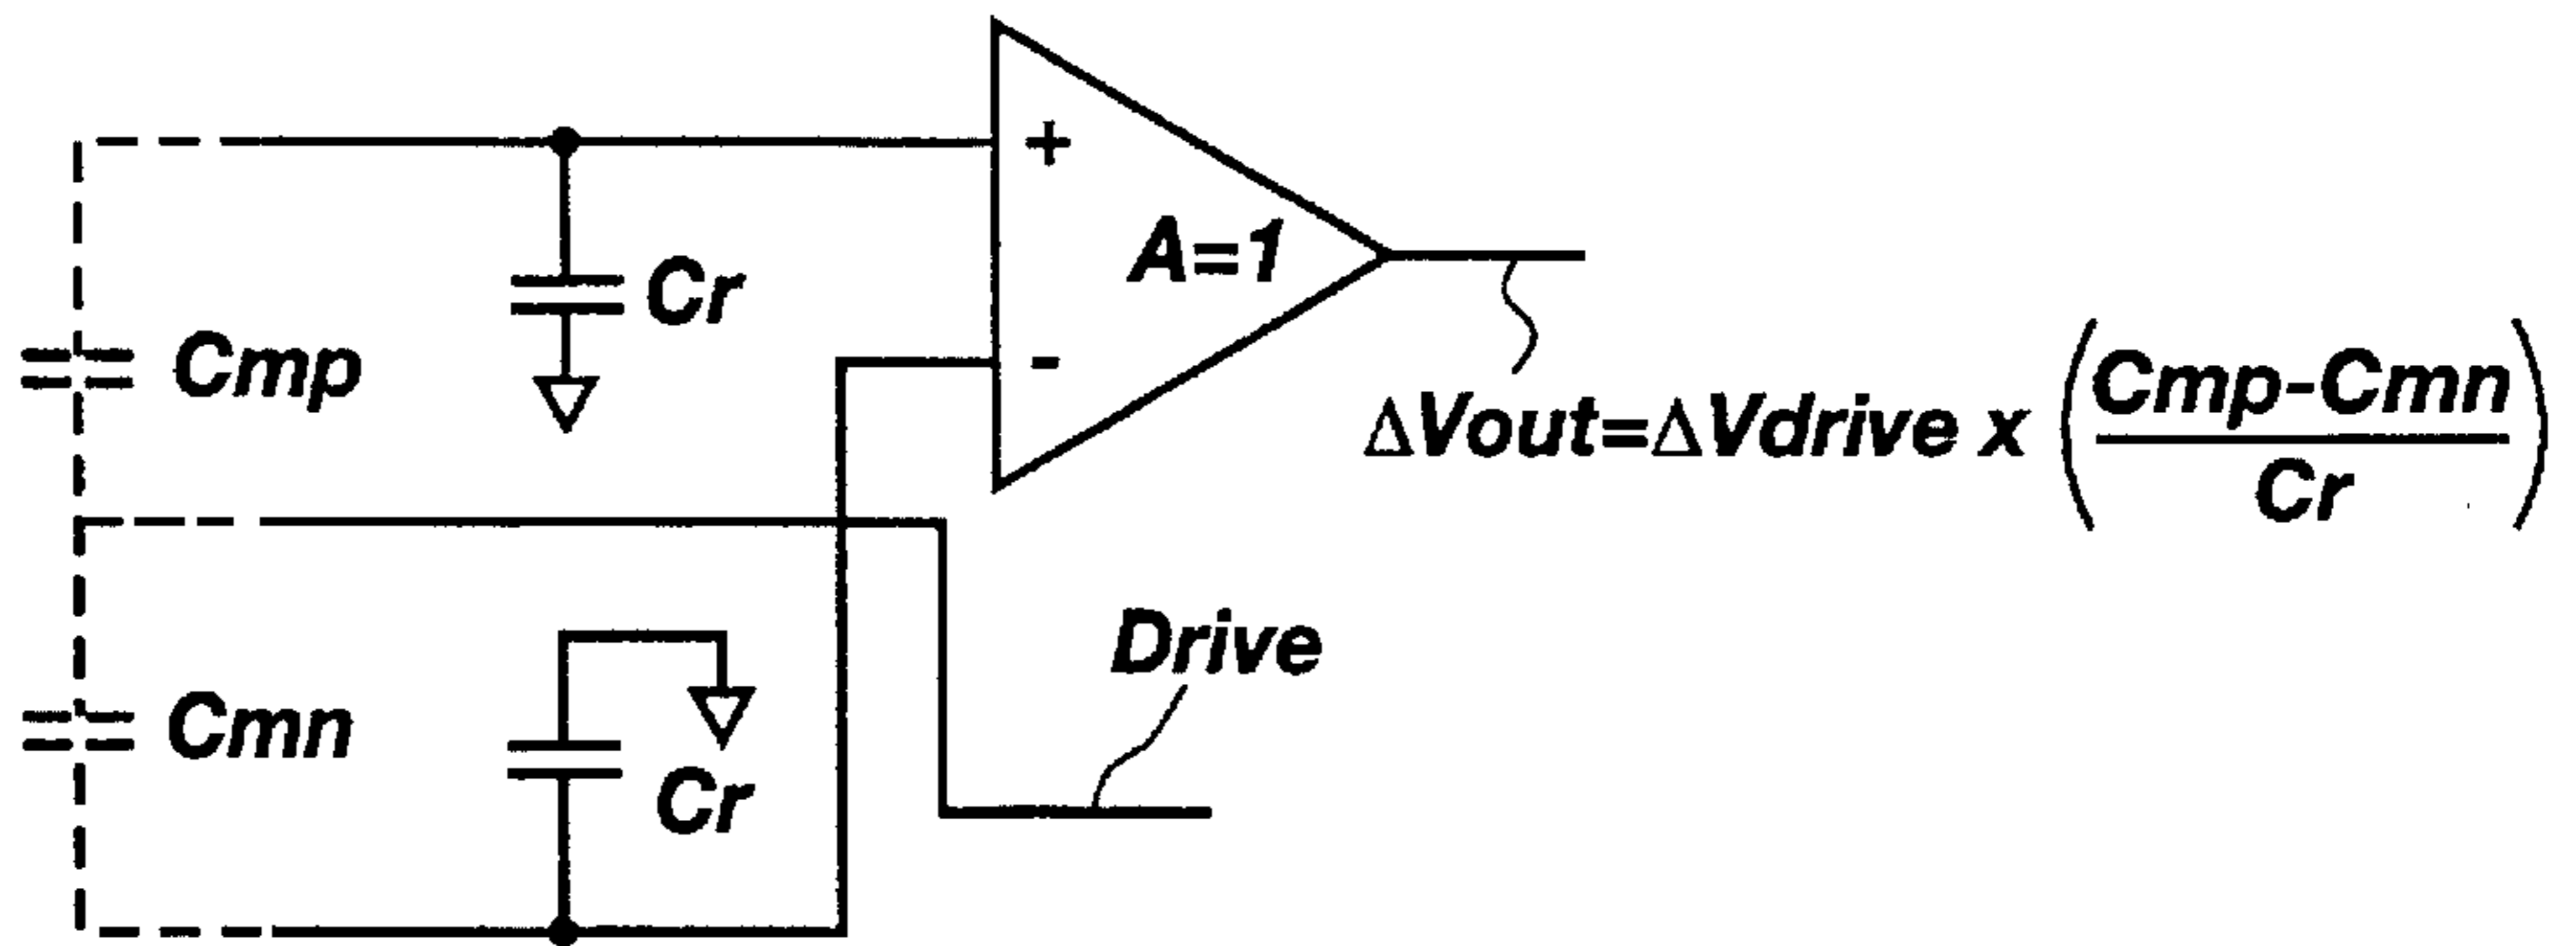 +
Cr
A=1
Cmp
-
ΔVout=ΔVdrive x (Cmp-Cmn
Cr)
Drive
Cmn
Cr